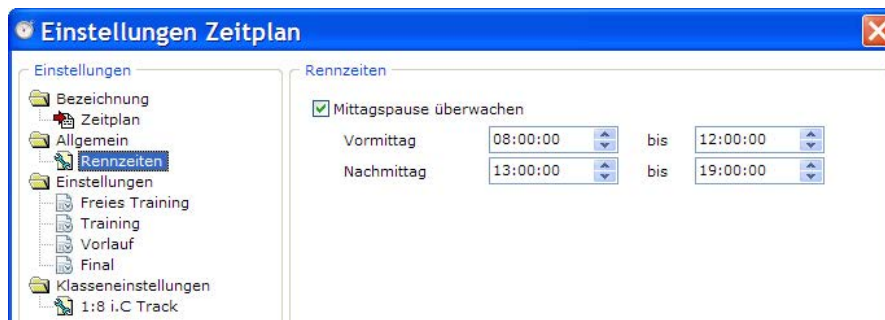 Einstellungen Zeitplan
Einstellungen
Bezeichnung
Zeitplan
Allgemein
Rennzeiten
Einstellungen
Freies Training
Training
Vorlauf
Final
Klasseneinstellungen
1:8 i.C Track
Rennzeiten
Mittagspause überwachen
Vormittag 08:00:00 bis 12:00:00
Nachmittag 13:00:00 bis 19:00:00